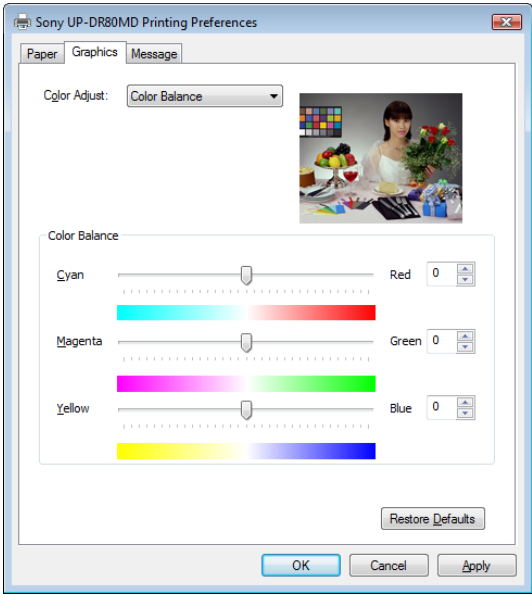 Sony UP-DR80MD Printing Preferences
Paper Graphics Message
Color Adjust: Color Balance
Color Balance
Cyan Red 0
Magenta Green 0
Yellow Blue 0
Restore Defaults
OK Cancel Apply